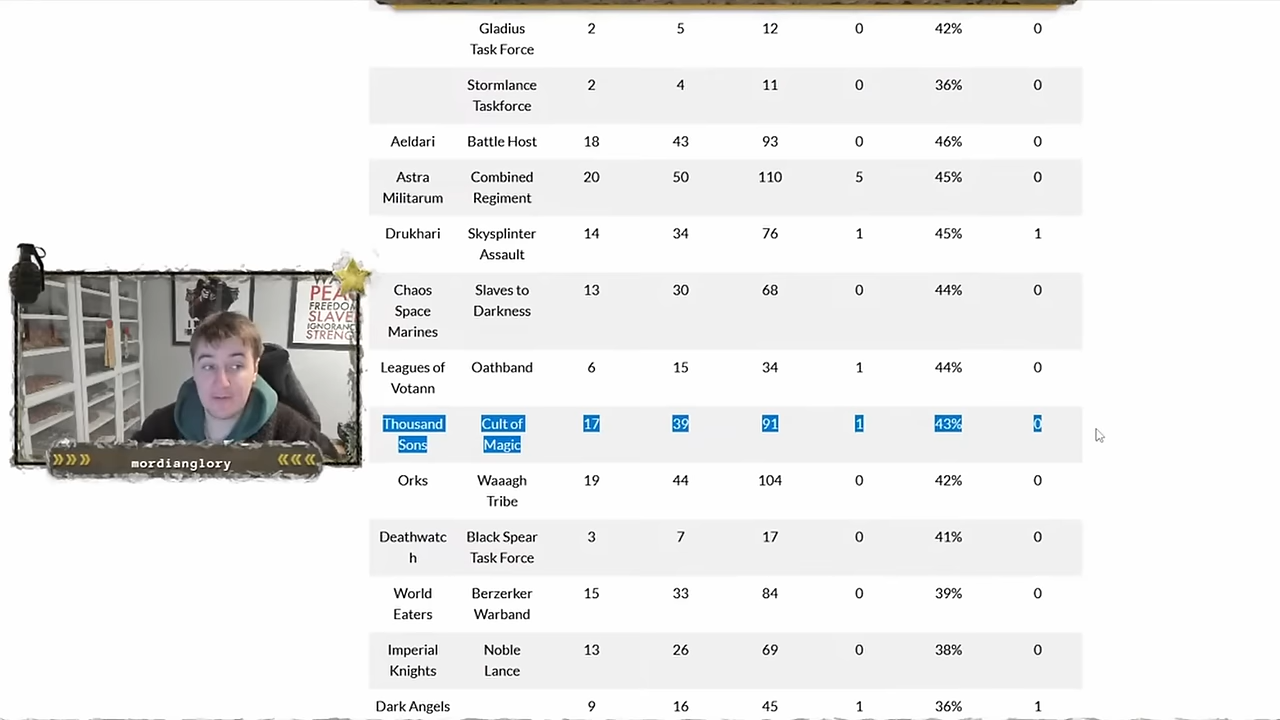 Gladius 2 5 12 0 42% 0
Task Force
Stormlance 2 4 11 0 36% 0
Taskforce
Aeldari Battle Host 18 43 93 0 46% 0
Astra Combined 20 50 110 5 45% 0
Militarum Regiment
Drukhari Skysplinter 14 34 76 1 45% 1
Assault
Chaos Slaves to 13 30 68 0 44% 0
Space Darkness
Marines
Leagues of Oathband 6 15 34 1 44% 0
Votann
Thousand Cult of 17 39 91 1 43% 0
Sons Magic
Orks Waaagh 19 44 104 0 42% 0
Tribe
Deathwatc Black Spear 3 7 17 0 41% 0
h Task Force
World Berzerker 15 33 84 0 39% 0
Eaters Warband
Imperial Noble 13 26 69 0 38% 0
Knights Lance
Dark Angels 9 16 45 1 36% 1
FREEDOM
SLAVE
IGNORANC
STRENG
mordianglory